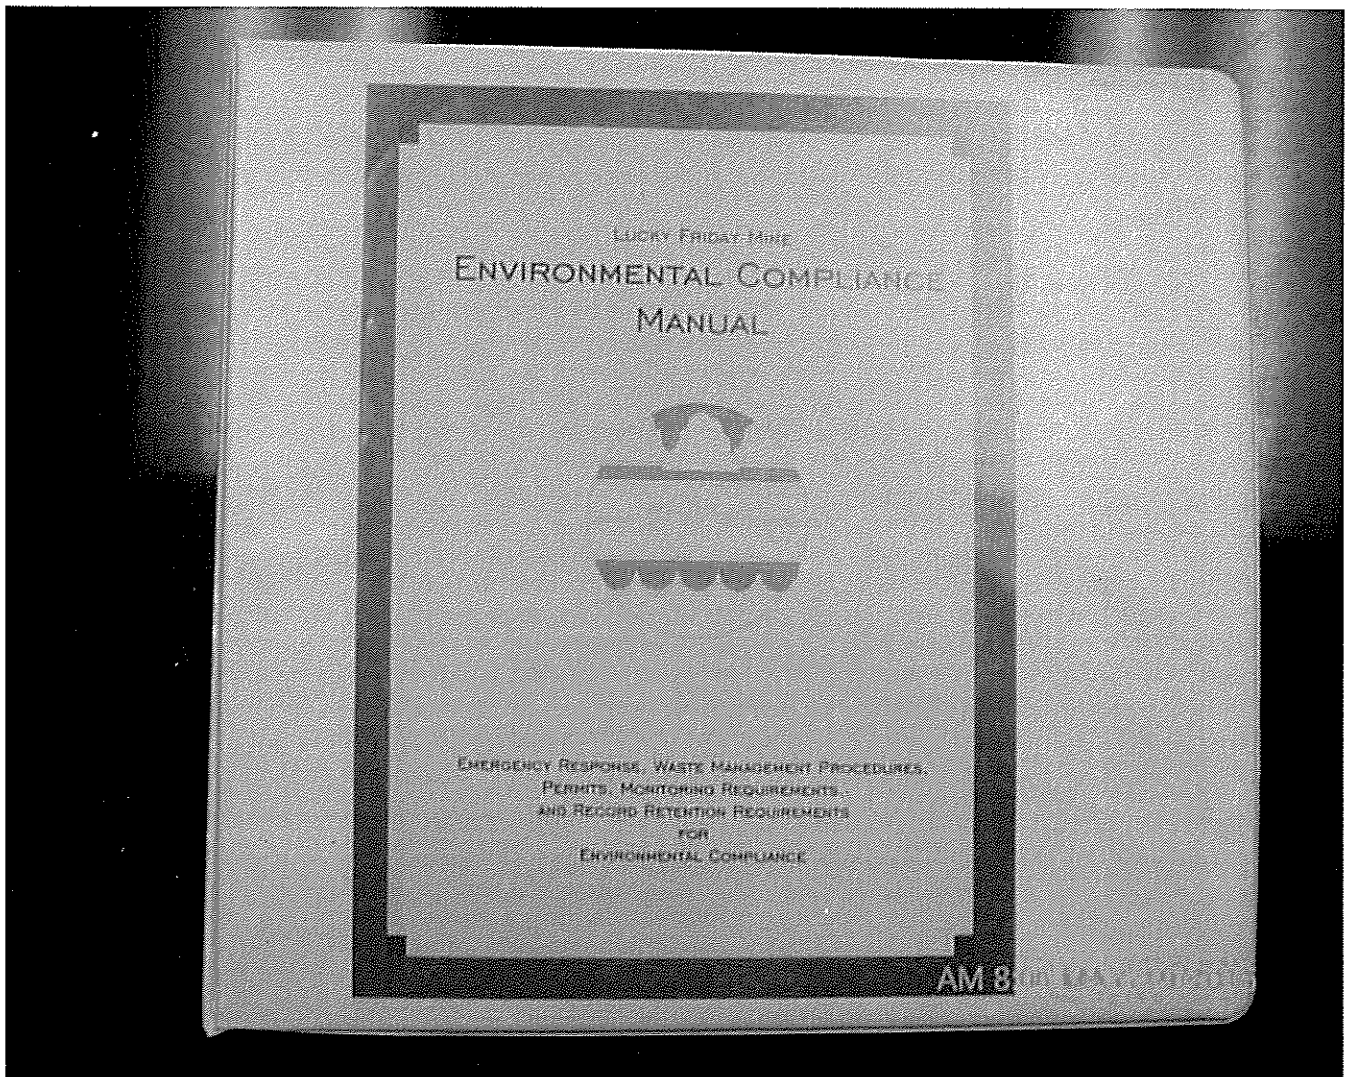 LUCKY FRIDAY MINE
ENVIRONMENTAL COMPLIANCE
MANUAL
EMERGENCY RESPONSE, WASTE MANAGEMENT PROCEDURES,
PERMITS, MONITORING REQUIREMENTS,
AND RECORD RETENTION REQUIREMENTS
FOR
ENVIRONMENTAL COMPLIANCE
AM 8